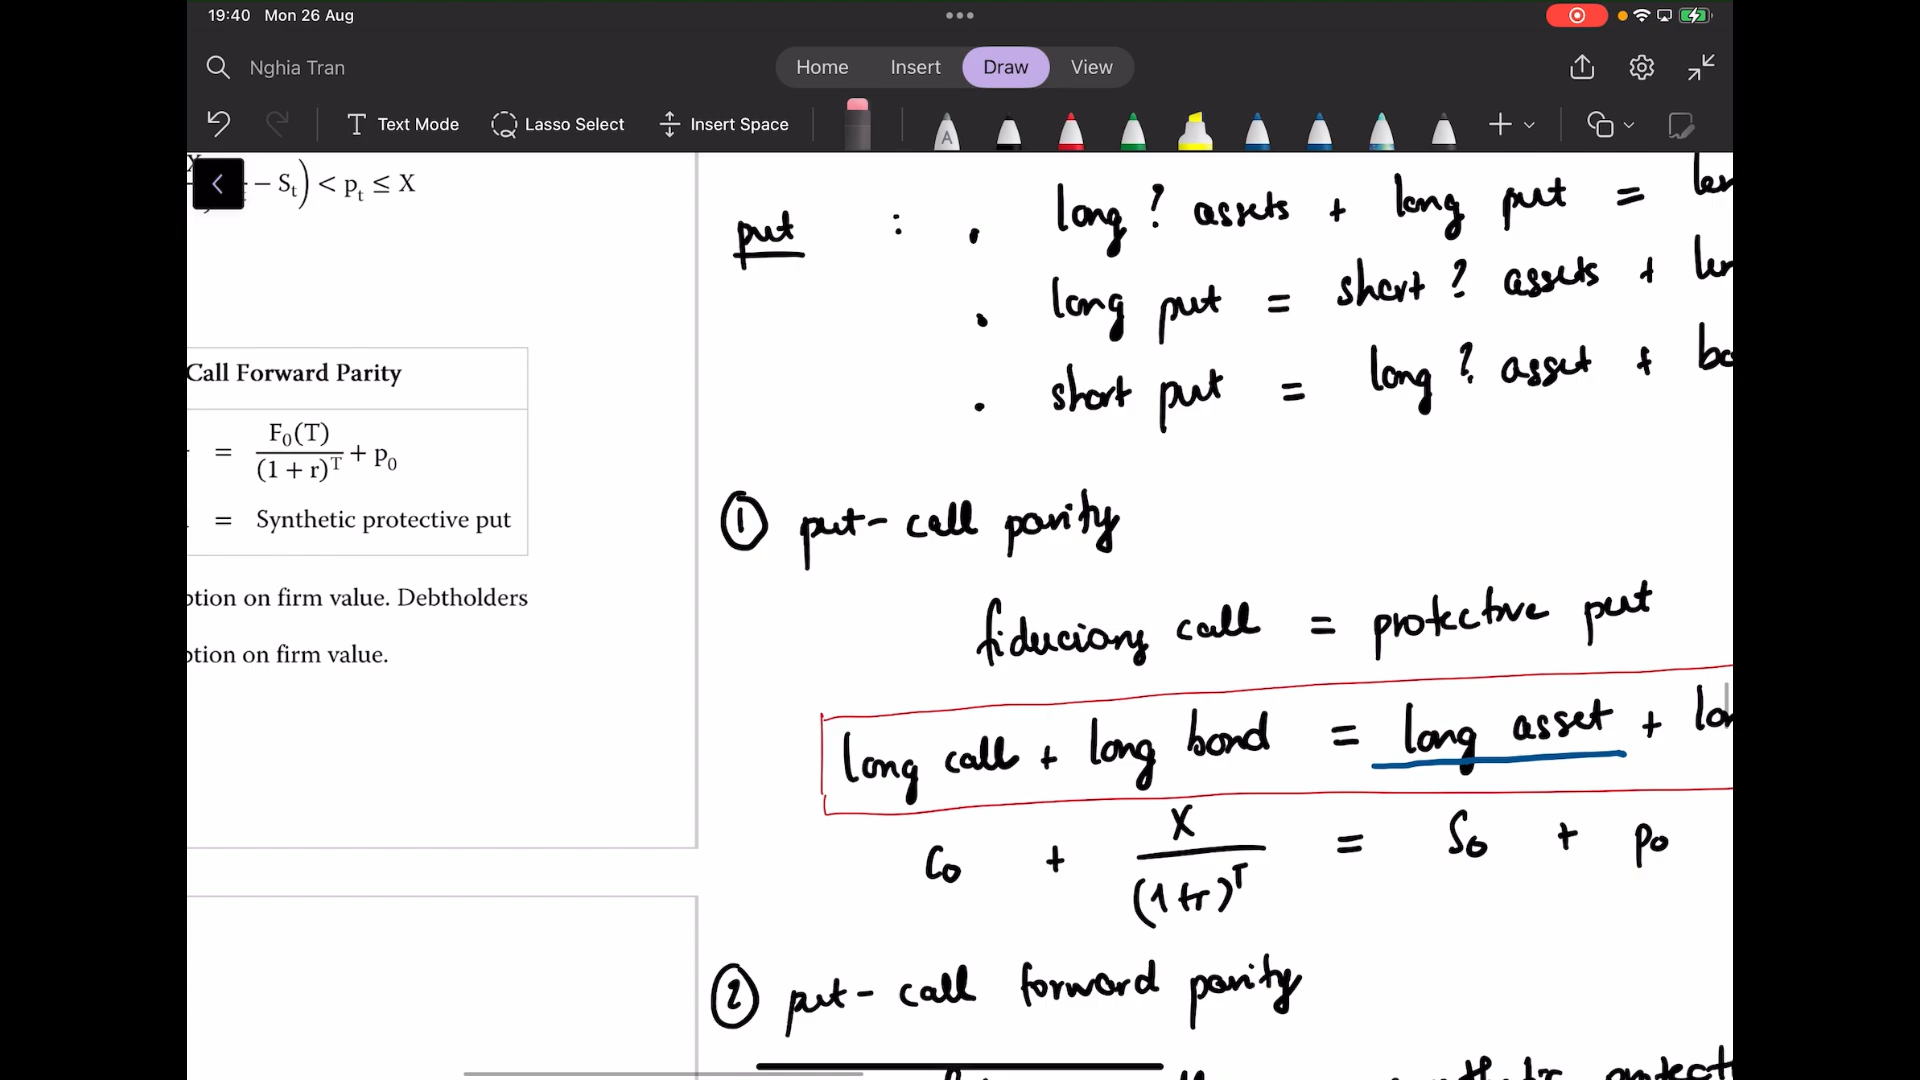 19:40 Mon 26 Aug
Nghia Tran
Home Insert Draw View
Text Mode Lasso Select Insert Space
A
− Sₜ) < pₜ ≤ X
Call Forward Parity
= F₀(T) / (1 + r)ᵀ + p₀
= Synthetic protective put
ption on firm value. Debtholders
ption on firm value.
put : • long ? assets + long put =
• long put = short ? assets +
• short put = long ? asset +
① put-call parity
fiduciary call = protective put
long call + long bond = long asset +
c₀ + X / (1+r)ᵀ = S₀ + p₀
② put-call forward parity